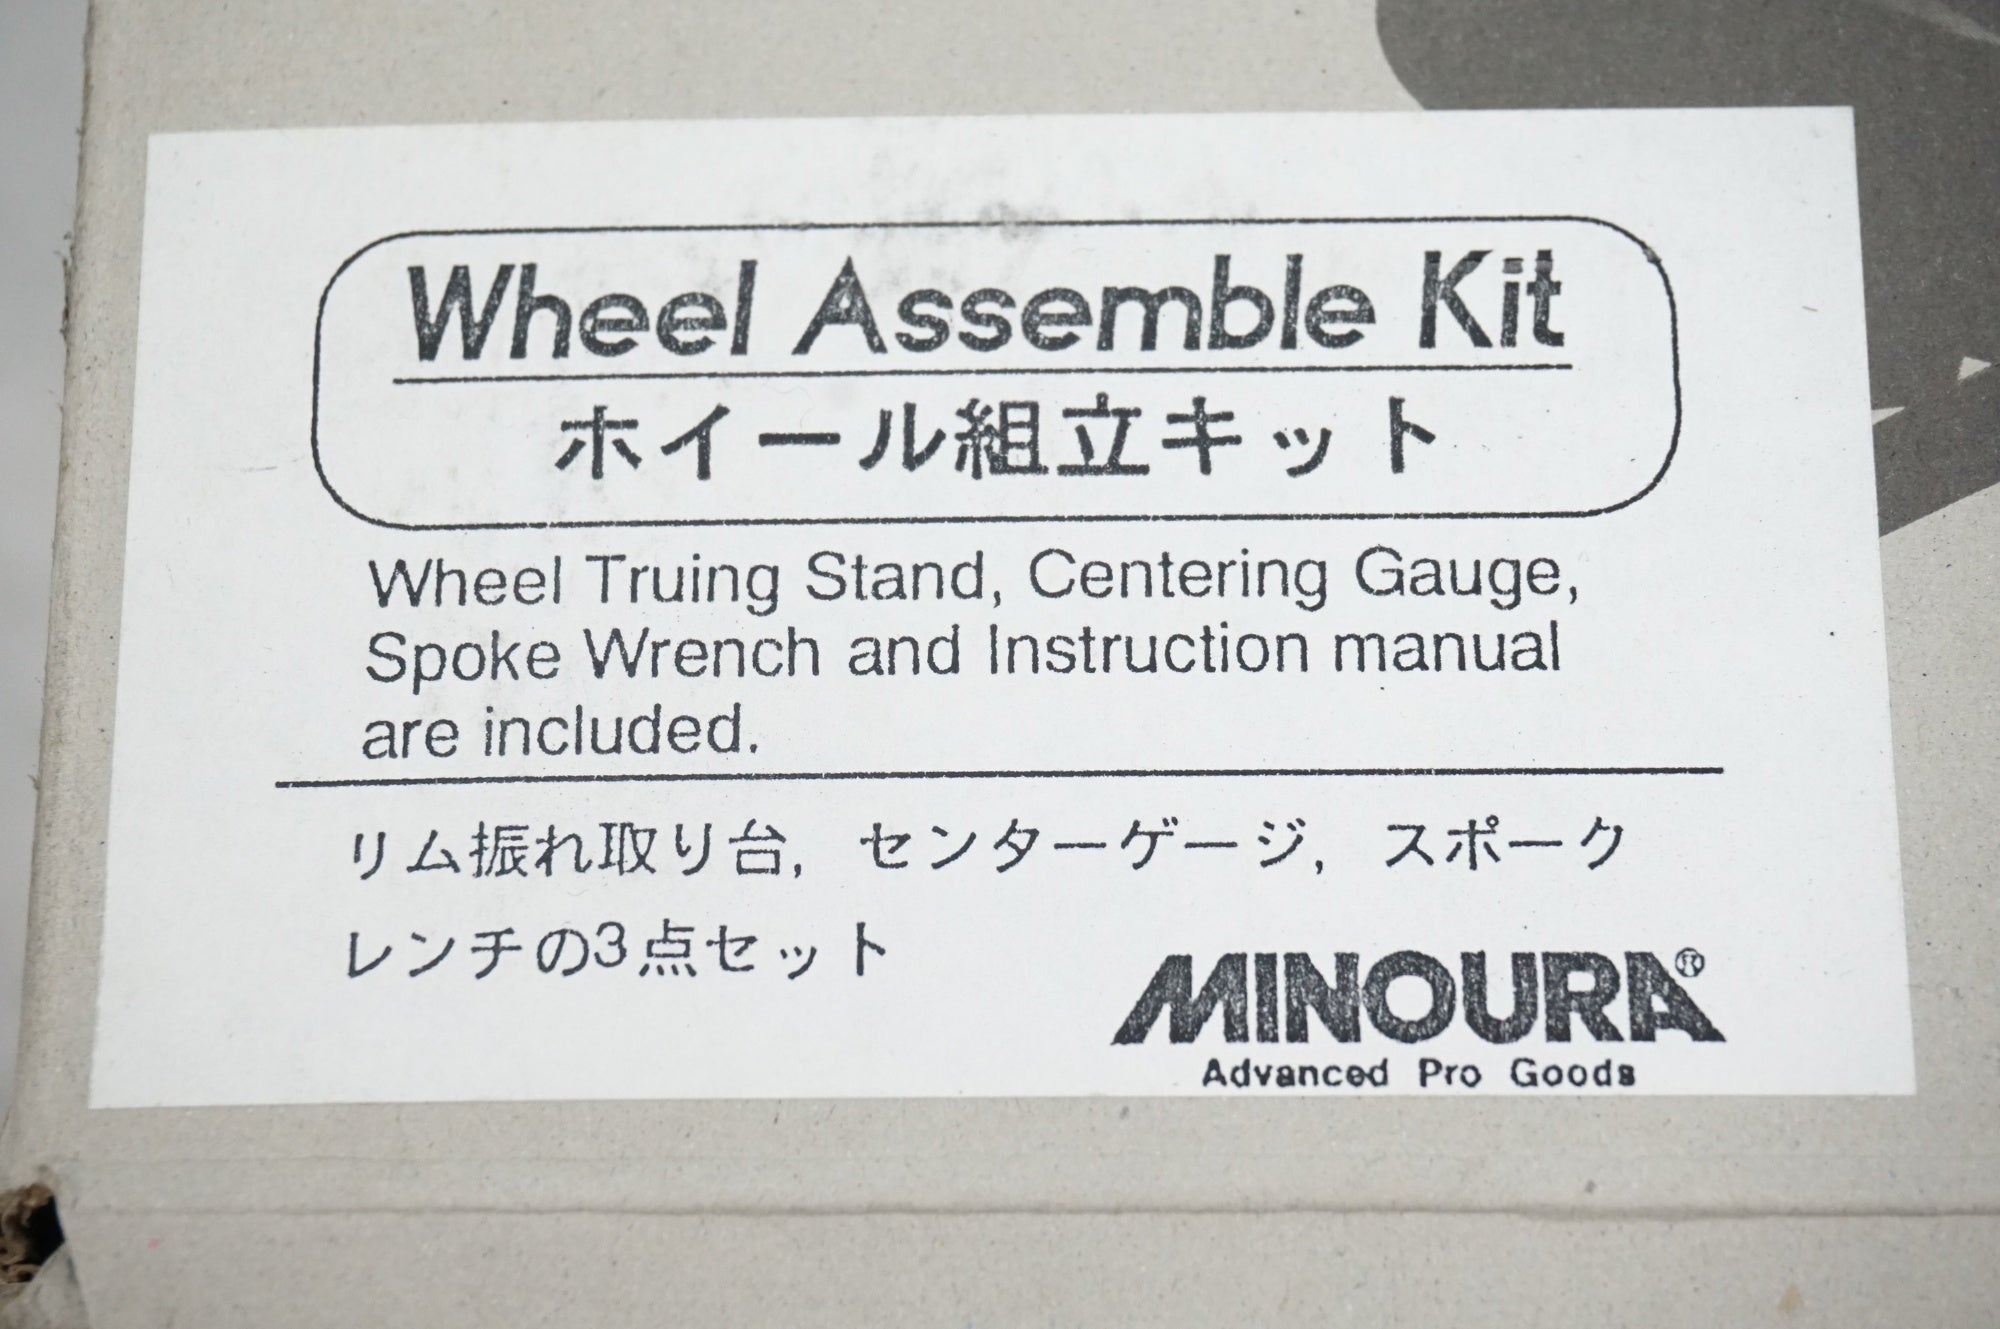 Wheel Assemble Kit
ホイール組立キット
Wheel Truing Stand, Centering Gauge,
Spoke Wrench and Instruction manual
are included.
リム振れ取り台, センターゲージ, スポーク
レンチの3点セット
MINOURA®
Advanced Pro Goods